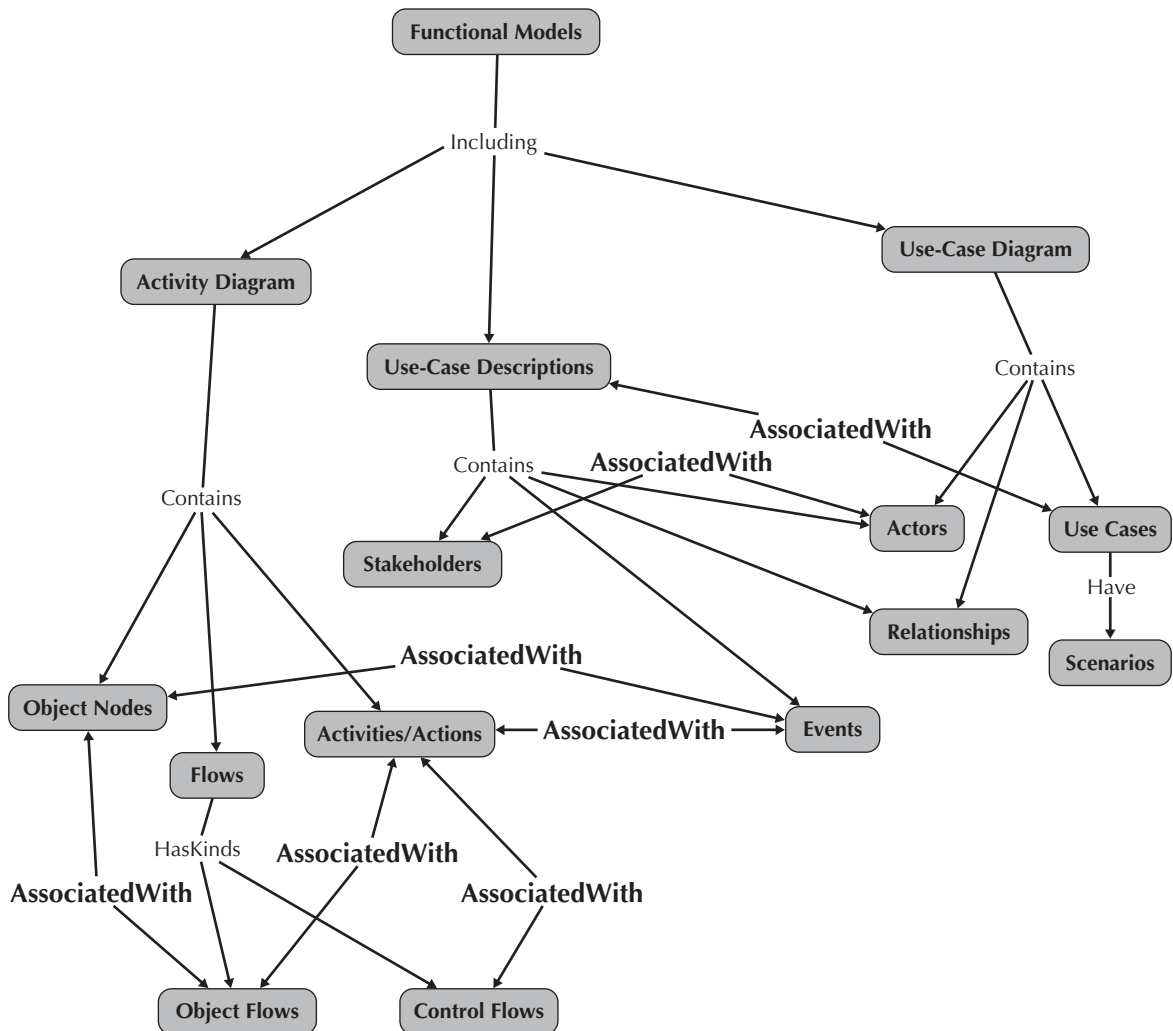 Functional Models
Including
Use-Case Diagram
Activity Diagram
Use-Case Descriptions
Contains
AssociatedWith
Contains
AssociatedWith
Contains
Actors
Use Cases
Stakeholders
Have
Relationships
AssociatedWith
Scenarios
Object Nodes
Activities/Actions
AssociatedWith
Events
Flows
HasKinds
AssociatedWith
AssociatedWith
AssociatedWith
Object Flows
Control Flows